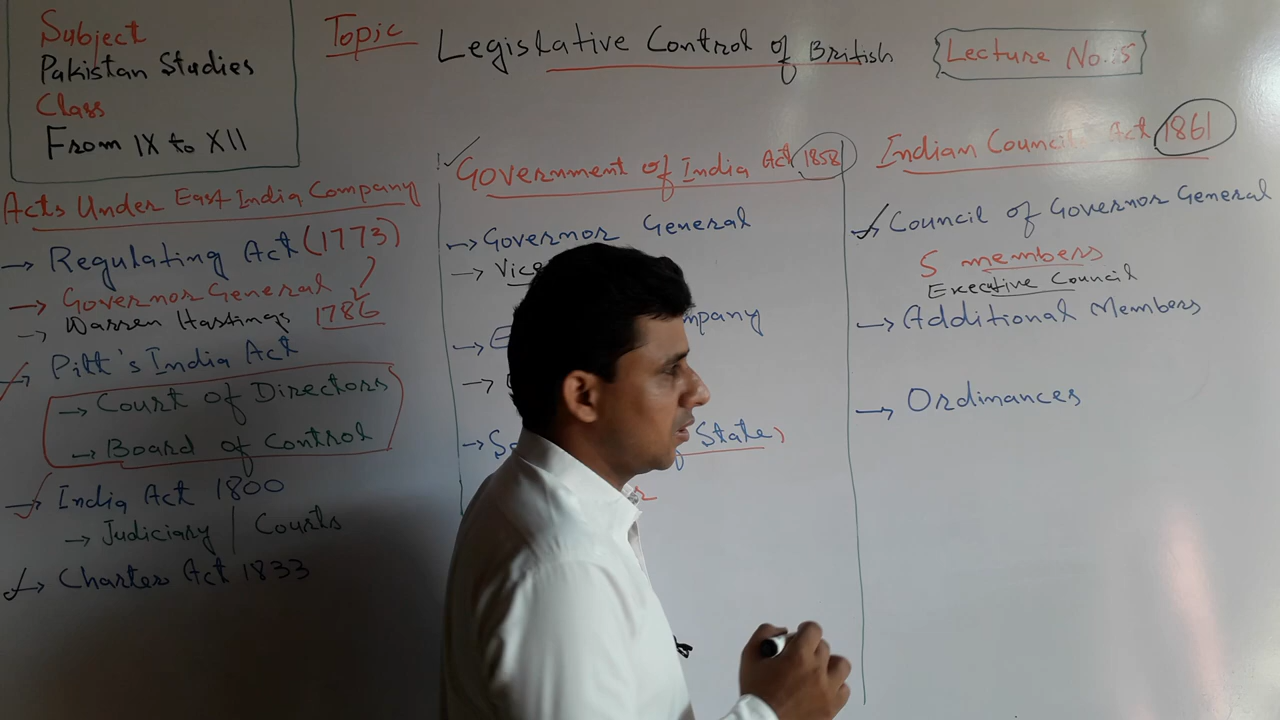 Subject
Pakistan Studies
Class
From IX to XII
Topic Legislative Control of British
Lecture No. 5
Acts Under East India Company
→ Regulating Act (1773)
→ Governor General
→ Warren Hastings 1786
→ Pitt's India Act
→ Court of Directors
→ Board of Control
→ India Act 1800
→ Judiciary | Courts
→ Charter Act 1833
Government of India Act 1858
→ Governor General
→ Vice
→ mpany
→
→ State)
Indian Council Act 1861
Council of Governor General
5 members
Executive Council
→ Additional Members
→ Ordinances